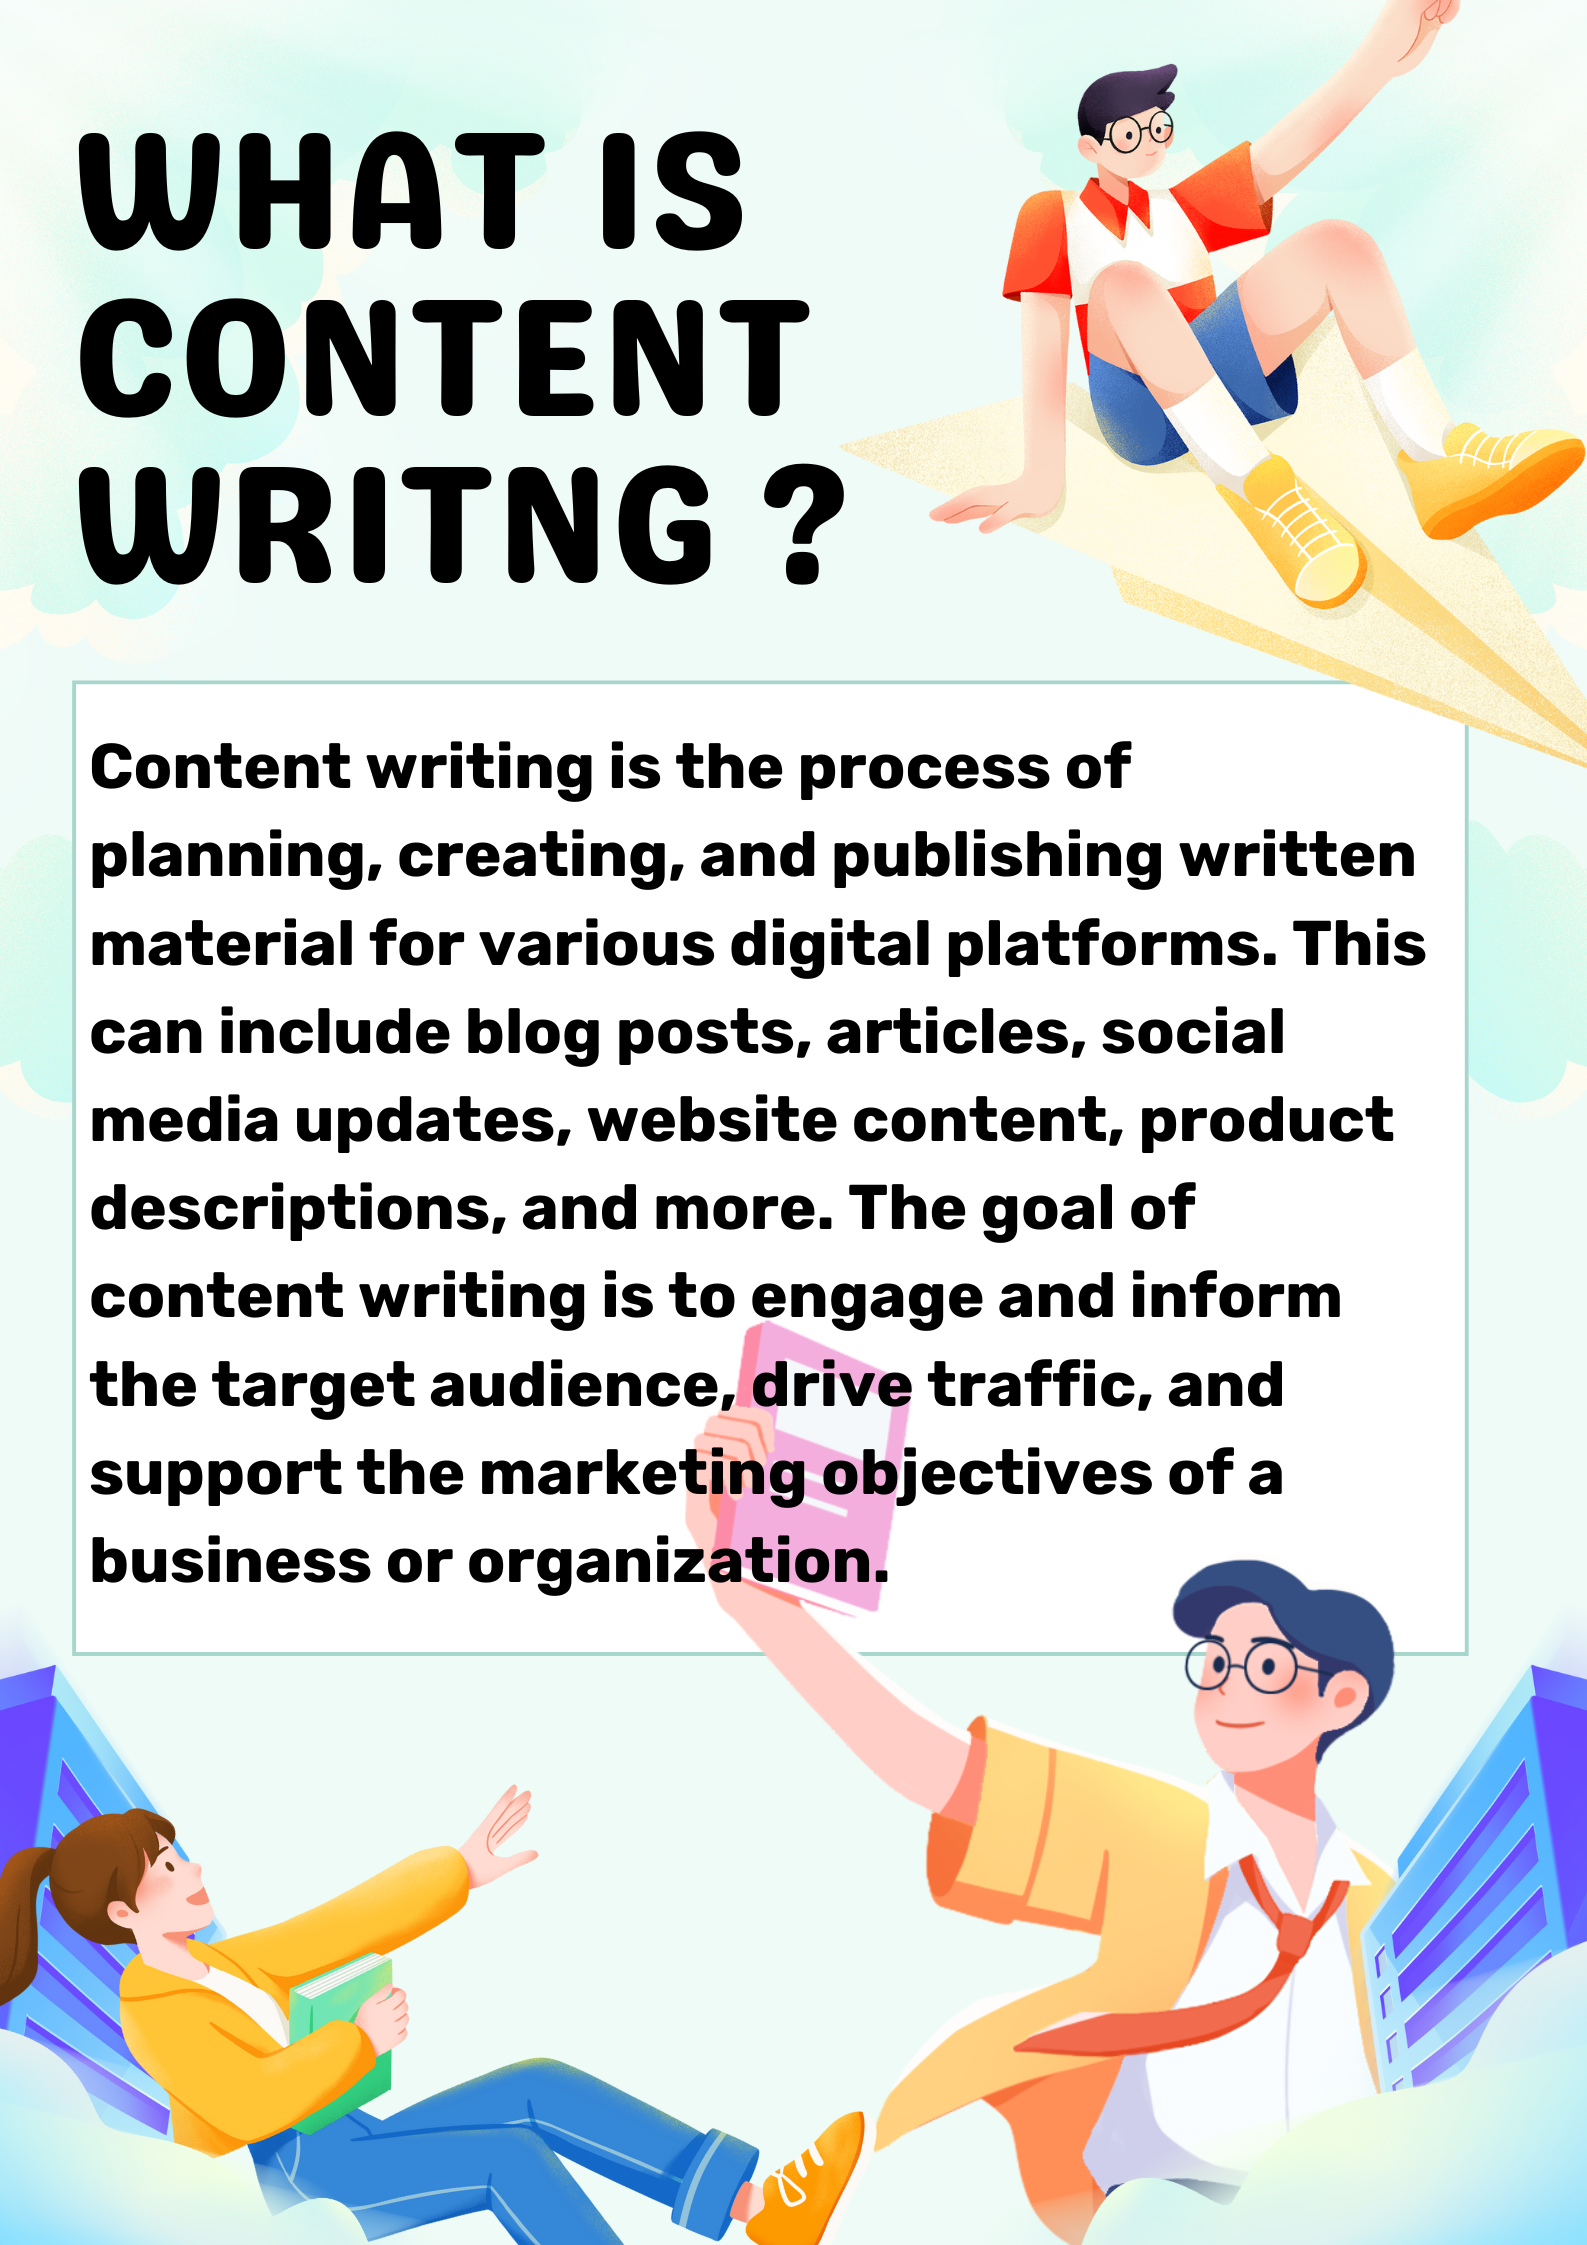 WHAT IS
CONTENT
WRITNG ?
Content writing is the process of
planning, creating, and publishing written
material for various digital platforms. This
can include blog posts, articles, social
media updates, website content, product
descriptions, and more. The goal of
content writing is to engage and inform
the target audience, drive traffic, and
support the marketing objectives of a
business or organization.